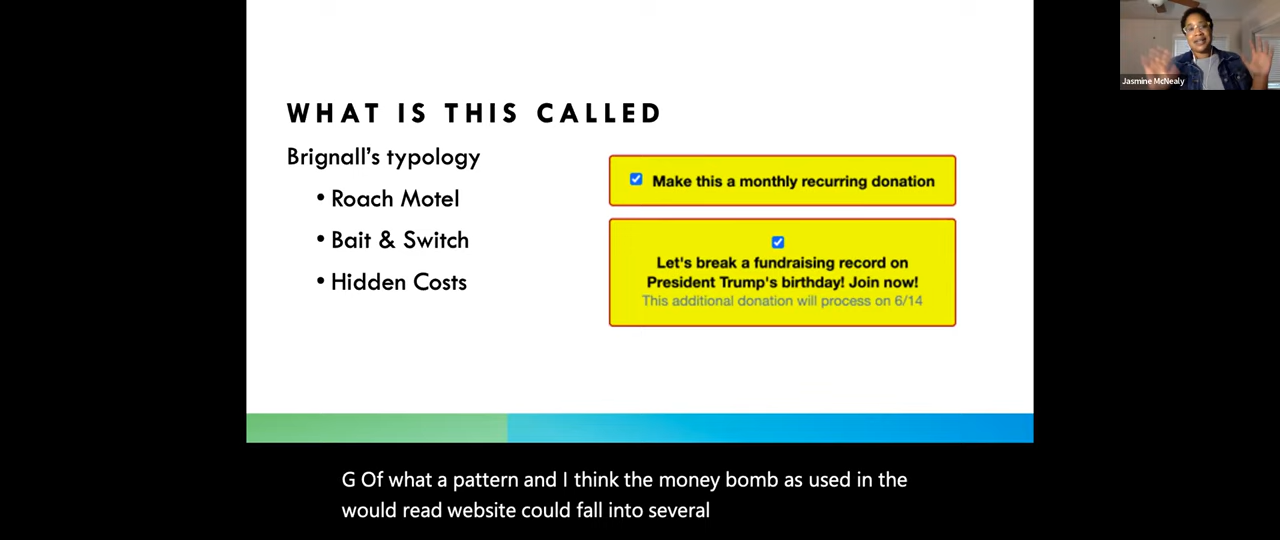 WHAT IS THIS CALLED
Brignall's typology
• Roach Motel
• Bait & Switch
• Hidden Costs
Make this a monthly recurring donation
Let's break a fundraising record on
President Trump's birthday! Join now!
This additional donation will process on 6/14
Jasmine McNealy
G Of what a pattern and I think the money bomb as used in the
would read website could fall into several